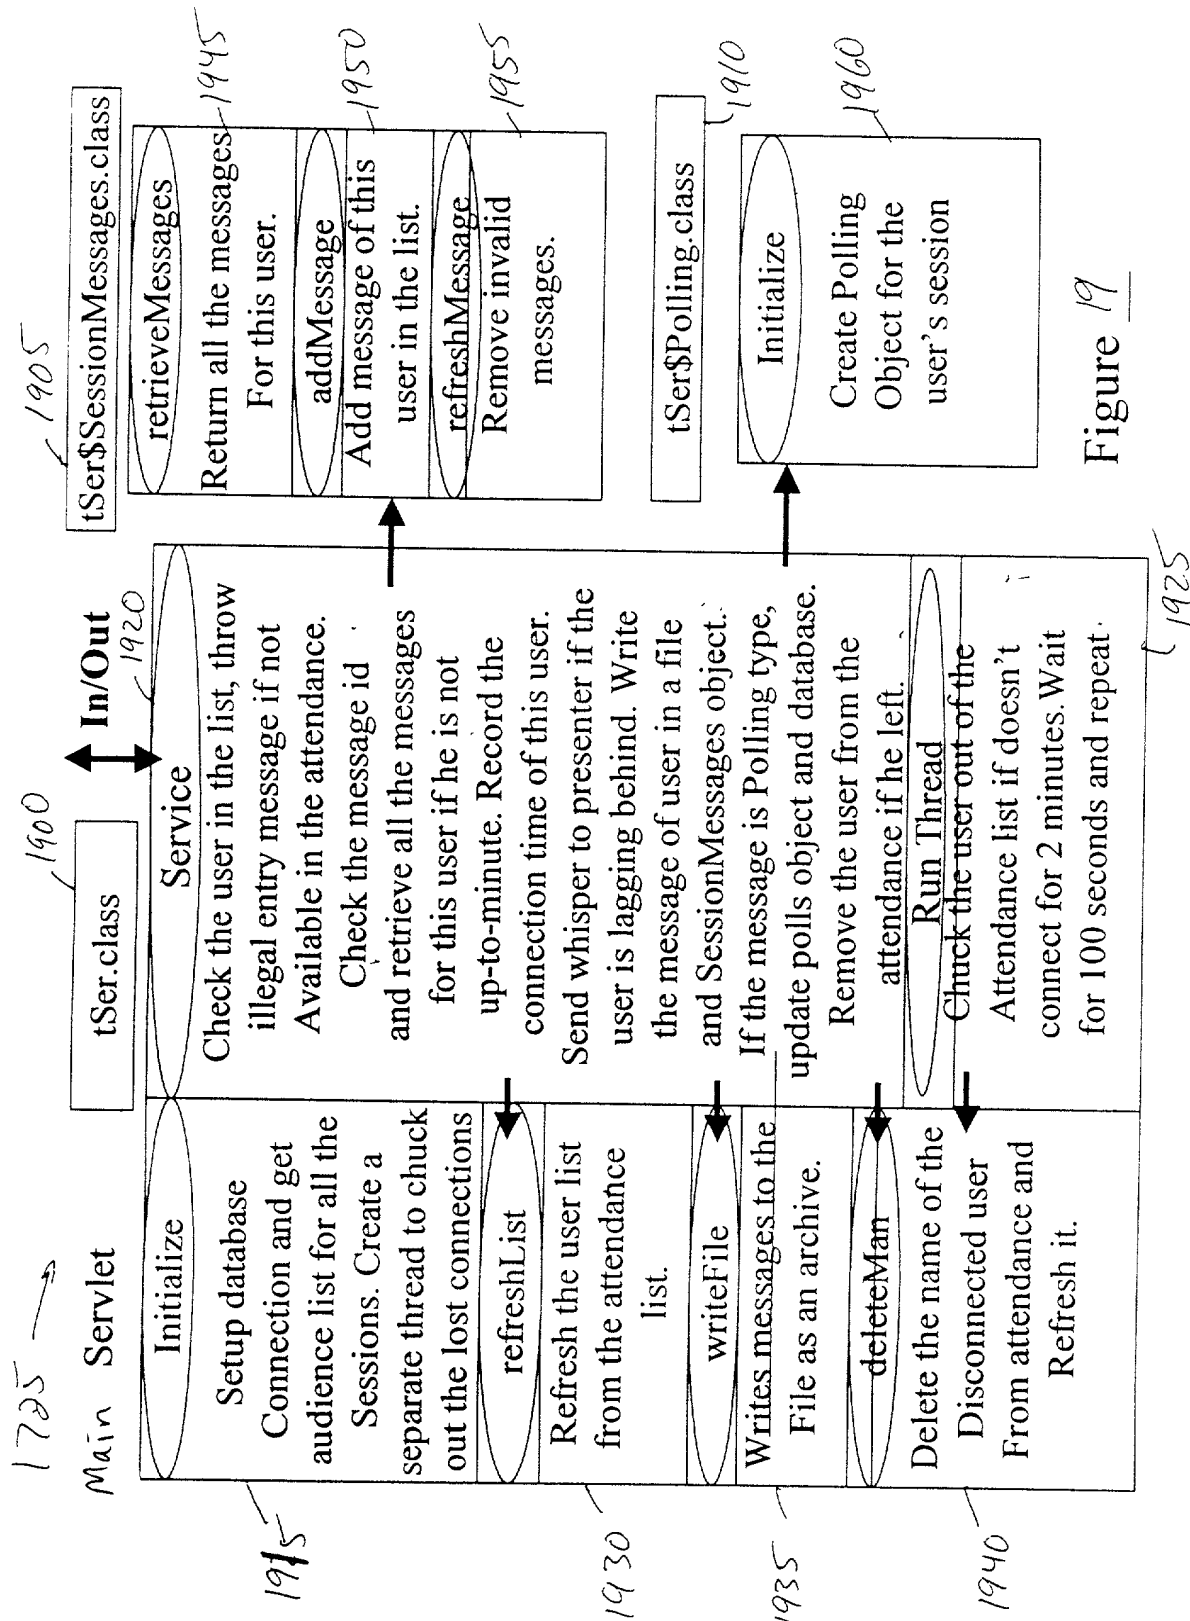 1725
Main Servlet
1900
tSer.class
In/Out
1920
1905
tSer$SessionMessages.class
Initialize
Setup database
Connection and get
audience list for all the
Sessions. Create a
separate thread to chuck
out the lost connections
1915
refreshList
Refresh the user list
from the attendance
list.
1930
writeFile
Writes messages to the
File as an archive.
1935
deleteMan
Delete the name of the
Disconnected user
From attendance and
Refresh it.
1940
Service
Check the user in the list, throw
illegal entry message if not
Available in the attendance.
Check the message id
and retrieve all the messages
for this user if he is not
up-to-minute. Record the
connection time of this user.
Send whisper to presenter if the
user is lagging behind. Write
the message of user in a file
and SessionMessages object.
If the message is Polling type,
update polls object and database.
Remove the user from the
attendance if he left.
Run Thread
Chuck the user out of the
Attendance list if doesn't
connect for 2 minutes. Wait
for 100 seconds and repeat
1925
retrieveMessages
Return all the messages
For this user.
1945
addMessage
Add message of this
user in the list.
1950
refreshMessage
Remove invalid
messages.
1955
tSer$Polling.class
1910
Initialize
Create Polling
Object for the
user's session
1960
Figure 19